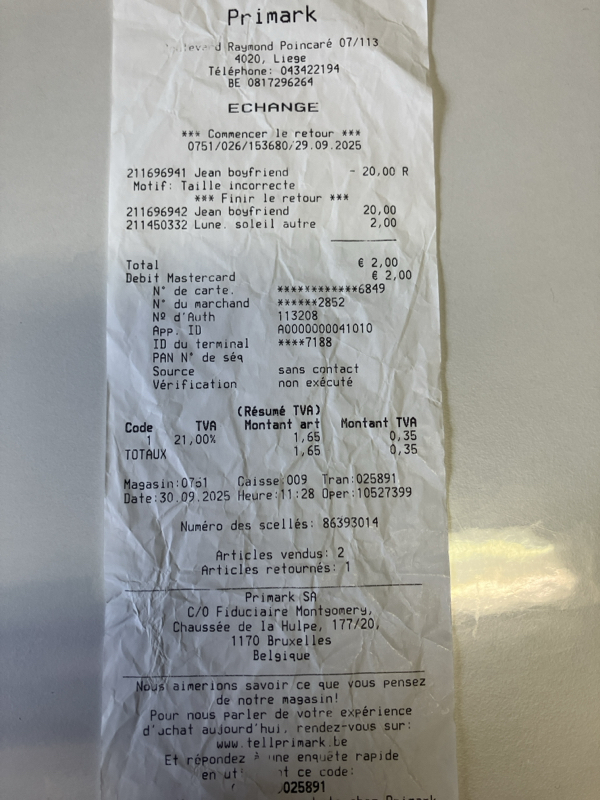 Primark
Raymond Poincaré 07/113
4020, Liege
Téléphone: 043422194
BE 0817296264
ECHANGE
*** Commencer le retour ***
0751/026/153680/29.09.2025
211696941 Jean boyfriend - 20,00 R
Motif: Taille incorrecte
*** Finir le retour ***
211696942 Jean boyfriend 20,00
211450332 Lune. soleil autre 2,00
Total € 2,00
Debit Mastercard € 2,00
N° de carte. ************6849
N° du marchand ******2852
Nº d'Auth 113208
App. ID A0000000041010
ID du terminal ****7188
PAN N° de séq
Source sans contact
Vérification non exécuté
(Résumé TVA)
Code TVA Montant art Montant TVA
1 21,00% 1,65 0,35
TOTAUX 1,65 0,35
Magasin:0751 Caisse:009 Tran:025891
Date:30.09.2025 Heure:11:28 Oper:10527399
Numéro des scellés: 86393014
Articles vendus: 2
Articles retournés: 1
Primark SA
C/O Fiduciaire Montgomery,
Chaussée de la Hulpe, 177/20,
1170 Bruxelles
Belgique
Nous aimerions savoir ce que vous pensez
de notre magasin!
Pour nous parler de votre expérience
d'achat aujourd'hui, rendez-vous sur:
www.tellprimark.be
Et répondez à une enquête rapide
en ce code:
025891